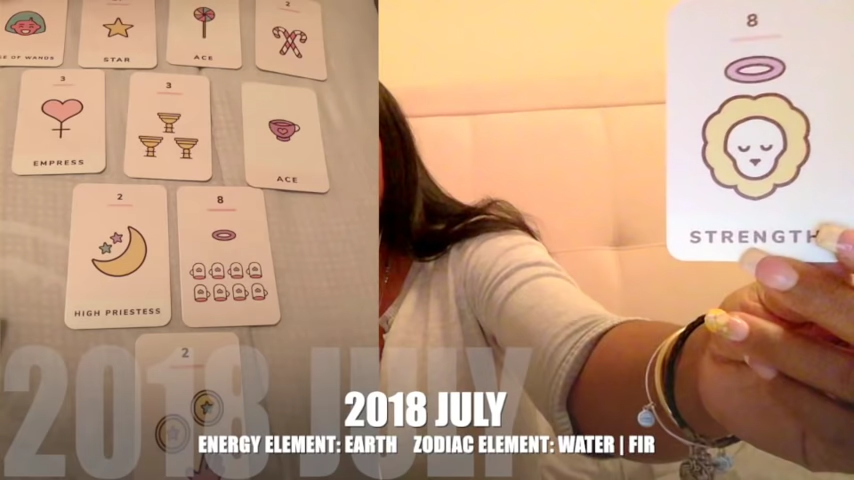 E OF WANDS
STAR
ACE
2
3
EMPRESS
3
ACE
2
HIGH PRIESTESS
8
2
8
STRENGTH
2018 JULY
2018 JULY
ENERGY ELEMENT: EARTH ZODIAC ELEMENT: WATER | FIR